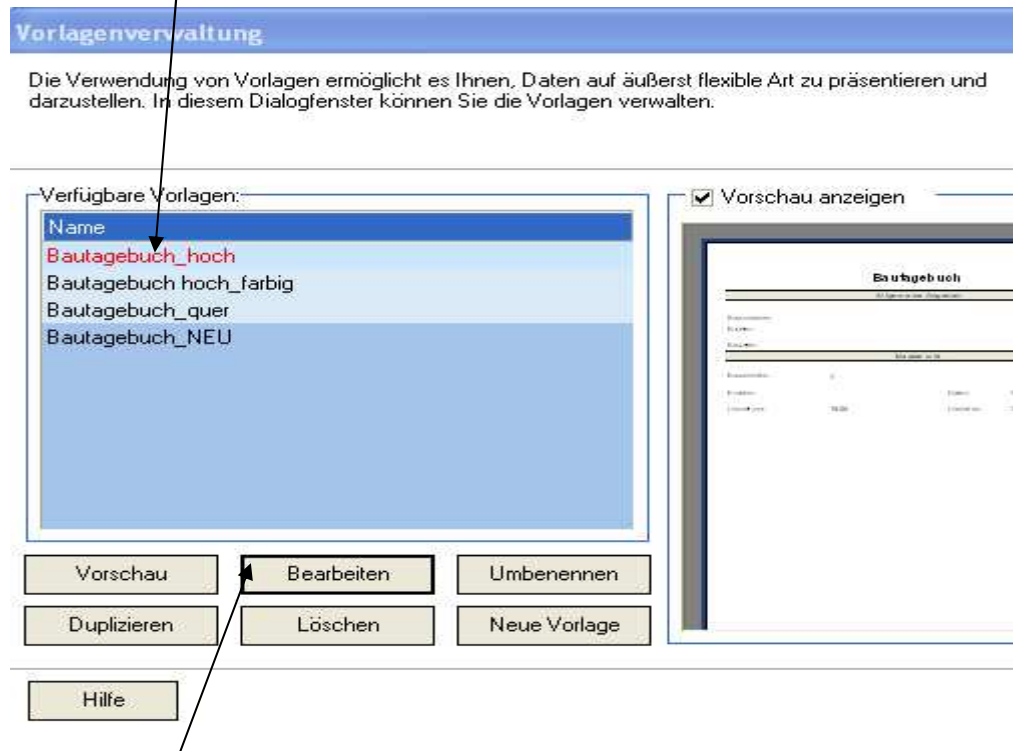 Vorlagenverwaltung
Die Verwendung von Vorlagen ermöglicht es Ihnen, Daten auf äußerst flexible Art zu präsentieren und
darzustellen. In diesem Dialogfenster können Sie die Vorlagen verwalten.
Verfügbare Vorlagen:
Name
Bautagebuch_hoch
Bautagebuch hoch_farbig
Bautagebuch_quer
Bautagebuch_NEU
Vorschau anzeigen
Bautagebuch
Vorschau
Bearbeiten
Umbenennen
Duplizieren
Löschen
Neue Vorlage
Hilfe